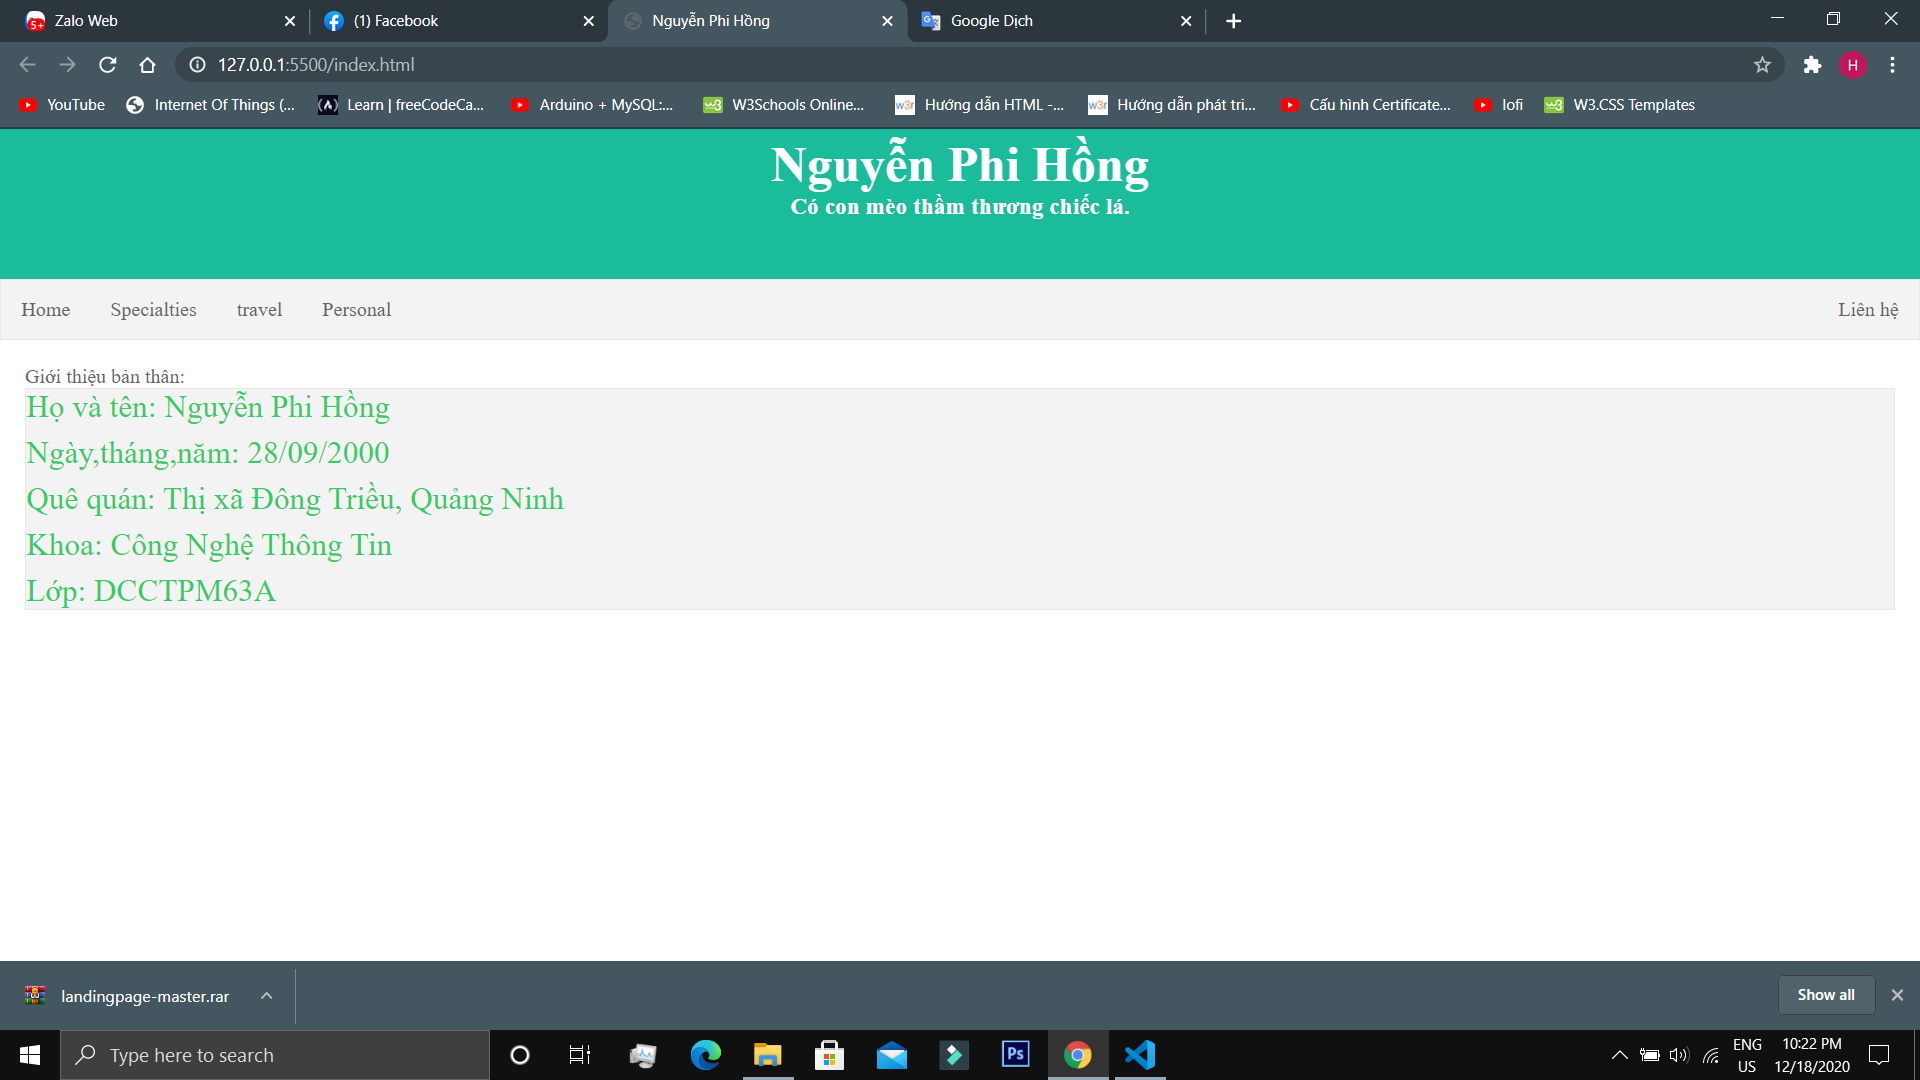 Zalo Web
(1) Facebook
Nguyễn Phi Hồng
Google Dịch
127.0.0.1:5500/index.html
H
YouTube
Internet Of Things (...
Learn | freeCodeCa...
Arduino + MySQL:...
W3Schools Online...
Hướng dẫn HTML -...
Hướng dẫn phát tri...
Cấu hình Certificate...
lofi
W3.CSS Templates
Nguyễn Phi Hồng
Có con mèo thầm thương chiếc lá.
Home
Specialties
travel
Personal
Liên hệ
Giới thiệu bản thân:
Họ và tên: Nguyễn Phi Hồng
Ngày,tháng,năm: 28/09/2000
Quê quán: Thị xã Đông Triều, Quảng Ninh
Khoa: Công Nghệ Thông Tin
Lớp: DCCTPM63A
landingpage-master.rar
Show all
Type here to search
Ps
ENG
US
10:22 PM
12/18/2020